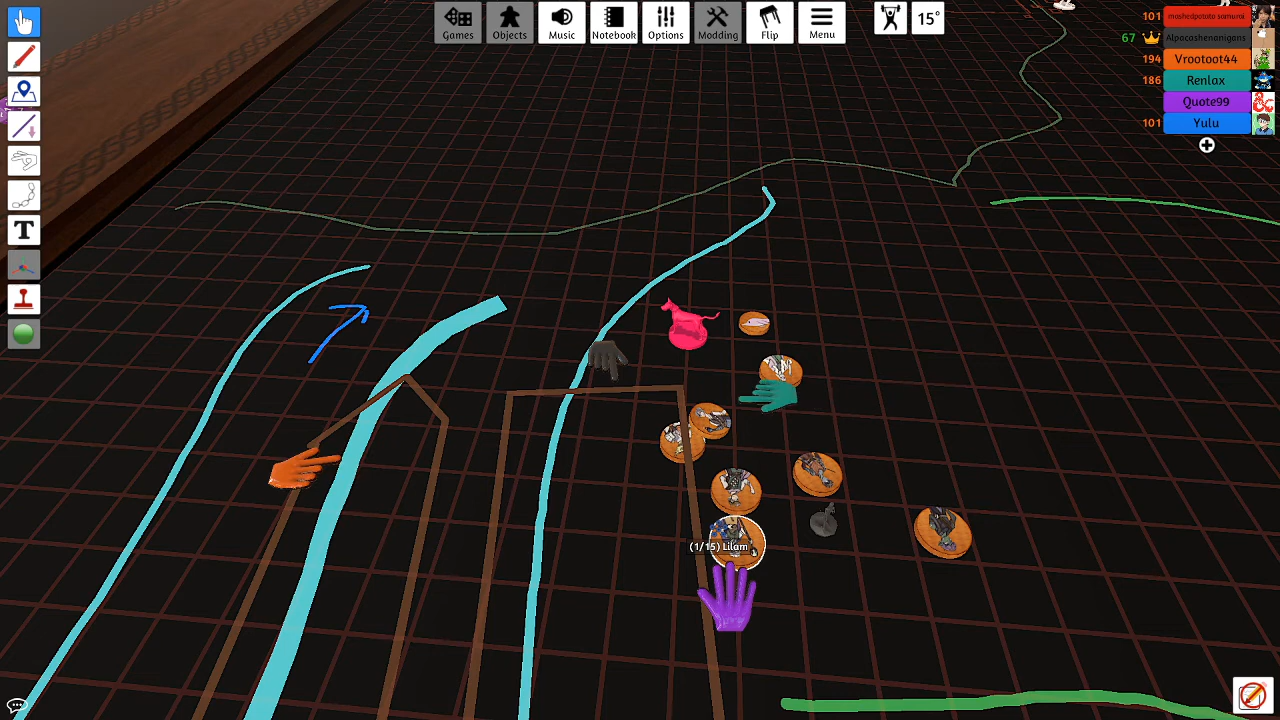 Games
Objects
Music
Notebook
Options
Modding
Flip
Menu
15°
101 mashedpotato samurai
67 Alpacashenanigans
194 Vrootoot44
186 Renlax
Quote99
101 Yulu
T
(1/15) Lilam